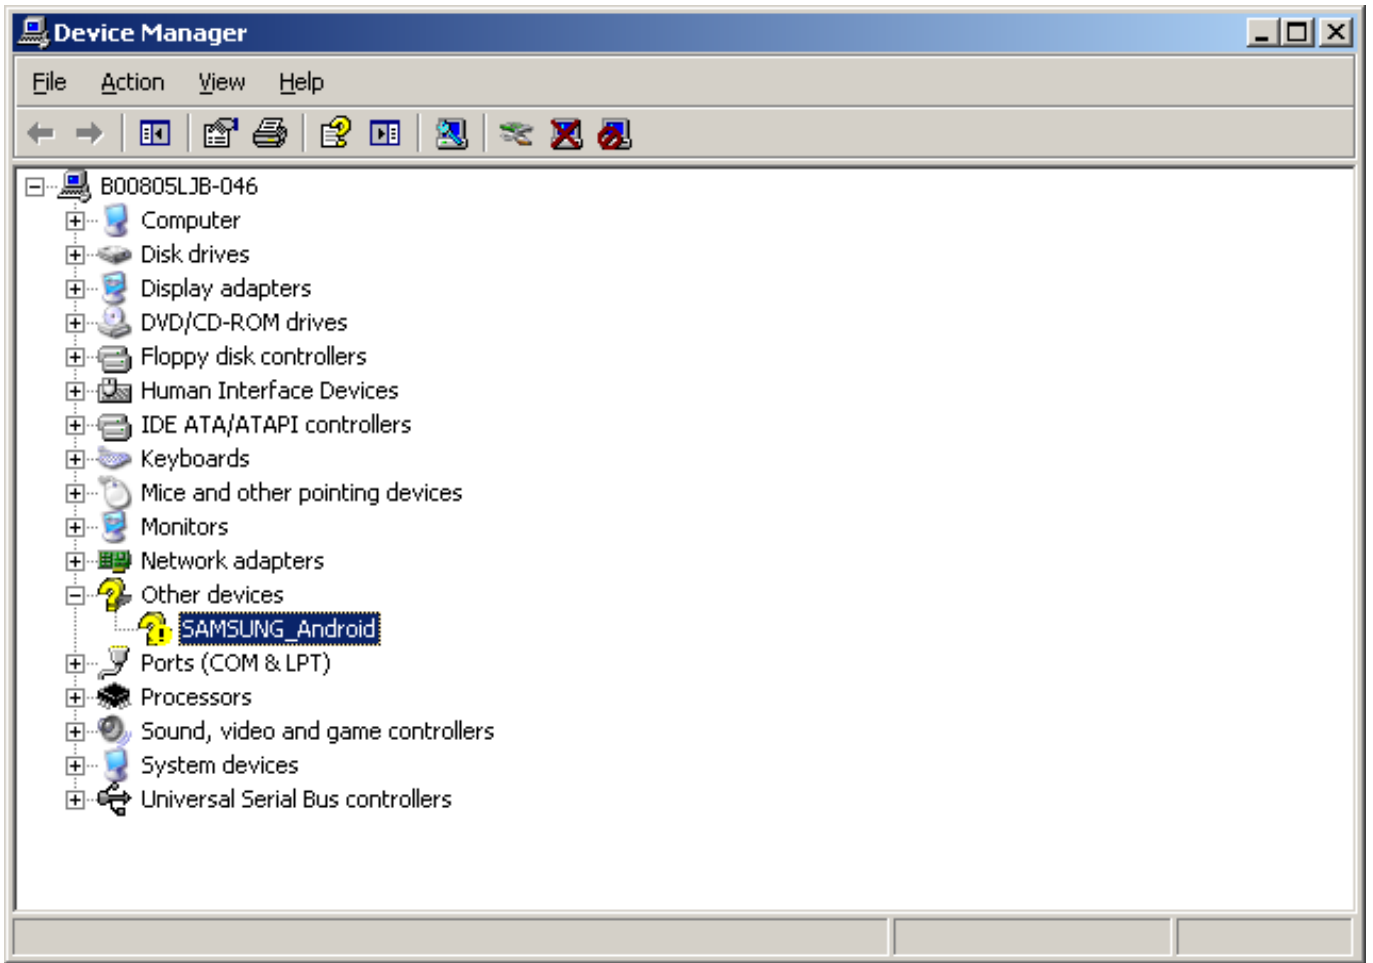 Device Manager
File Action View Help
B00805LJB-046
Computer
Disk drives
Display adapters
DVD/CD-ROM drives
Floppy disk controllers
Human Interface Devices
IDE ATA/ATAPI controllers
Keyboards
Mice and other pointing devices
Monitors
Network adapters
Other devices
SAMSUNG_Android
Ports (COM & LPT)
Processors
Sound, video and game controllers
System devices
Universal Serial Bus controllers